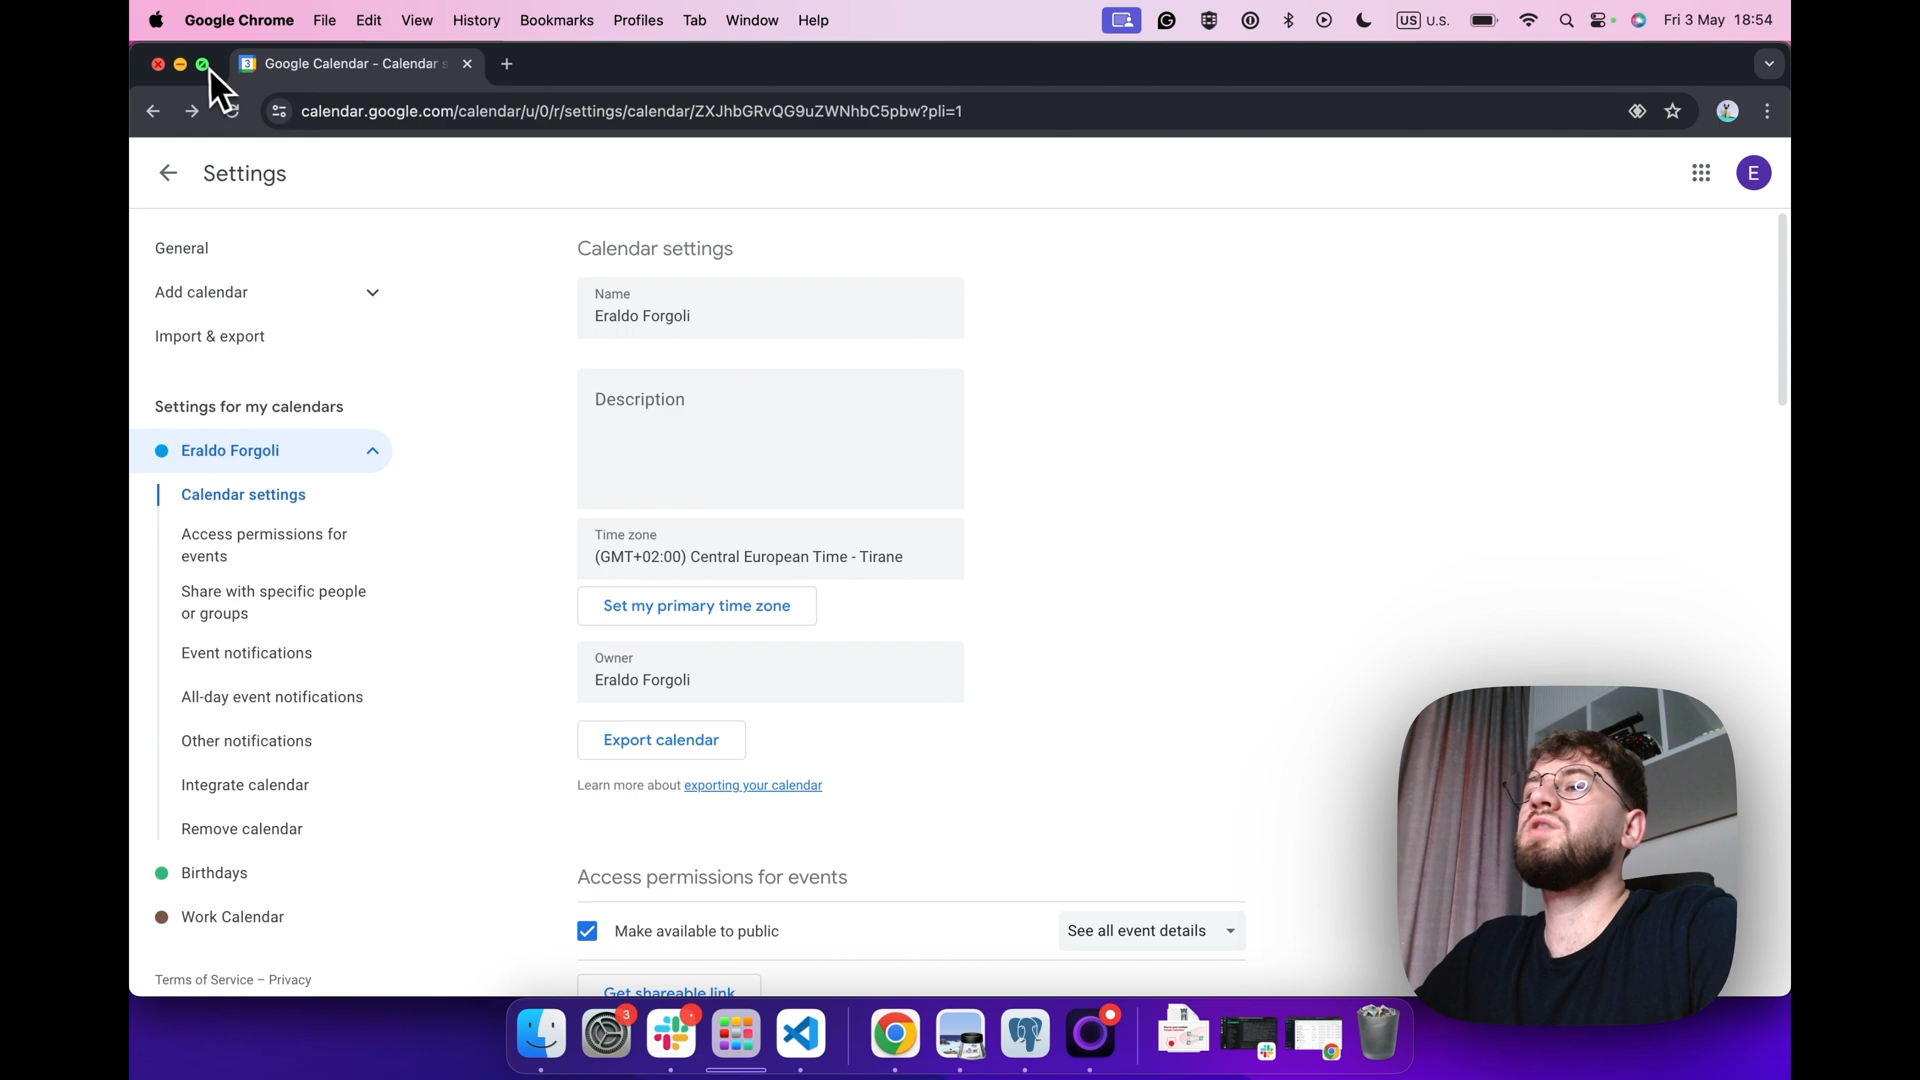 Google Chrome File Edit View History Bookmarks Profiles Tab Window Help US U.S. Fri 3 May 18:54
3 Google Calendar - Calendar s
calendar.google.com/calendar/u/0/r/settings/calendar/ZXJhbGRvQG9uZWNhbC5pbw?pli=1
Settings
E
General
Add calendar
Import & export
Settings for my calendars
Eraldo Forgoli
Calendar settings
Access permissions for
events
Share with specific people
or groups
Event notifications
All-day event notifications
Other notifications
Integrate calendar
Remove calendar
Birthdays
Work Calendar
Terms of Service – Privacy
Calendar settings
Name
Eraldo Forgoli
Description
Time zone
(GMT+02:00) Central European Time - Tirane
Set my primary time zone
Owner
Eraldo Forgoli
Export calendar
Learn more about exporting your calendar
Access permissions for events
Make available to public
See all event details
Get shareable link
3